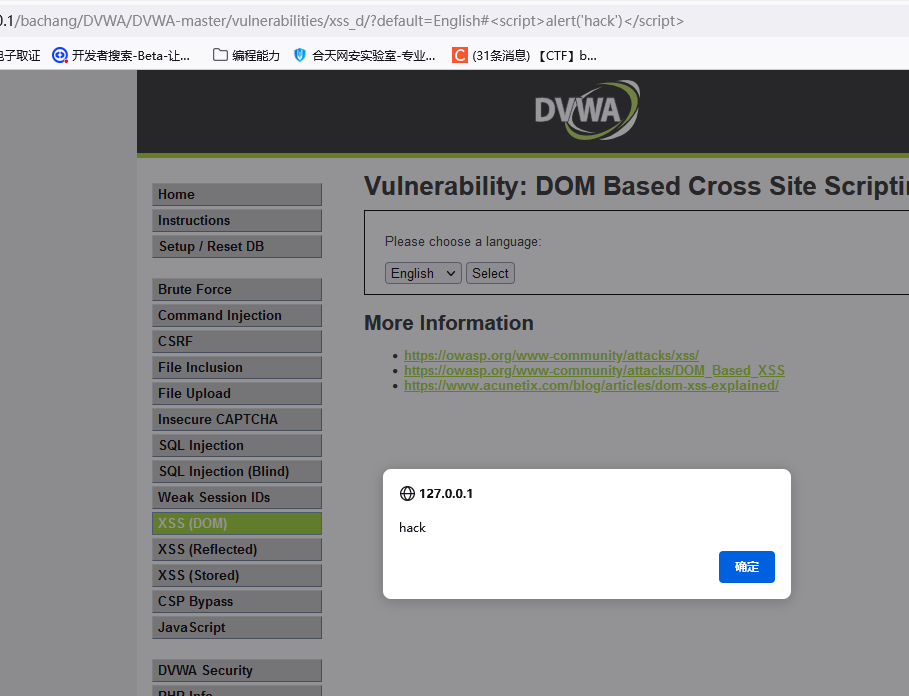 0.1/bachang/DVWA/DVWA-master/vulnerabilities/xss_d/?default=English#<script>alert('hack')</script>
电子取证 开发者搜索-Beta-让... 编程能力 合天网安实验室-专业... C (31条消息) 【CTF】b...
DVWA
Home
Instructions
Setup / Reset DB
Brute Force
Command Injection
CSRF
File Inclusion
File Upload
Insecure CAPTCHA
SQL Injection
SQL Injection (Blind)
Weak Session IDs
XSS (DOM)
XSS (Reflected)
XSS (Stored)
CSP Bypass
JavaScript
DVWA Security
PHP Info
Vulnerability: DOM Based Cross Site Scriptin
Please choose a language:
English Select
More Information
https://owasp.org/www-community/attacks/xss/
https://owasp.org/www-community/attacks/DOM_Based_XSS
https://www.acunetix.com/blog/articles/dom-xss-explained/
127.0.0.1
hack
确定